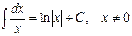 ∫ dx/x = ln|x| + C, x ≠ 0